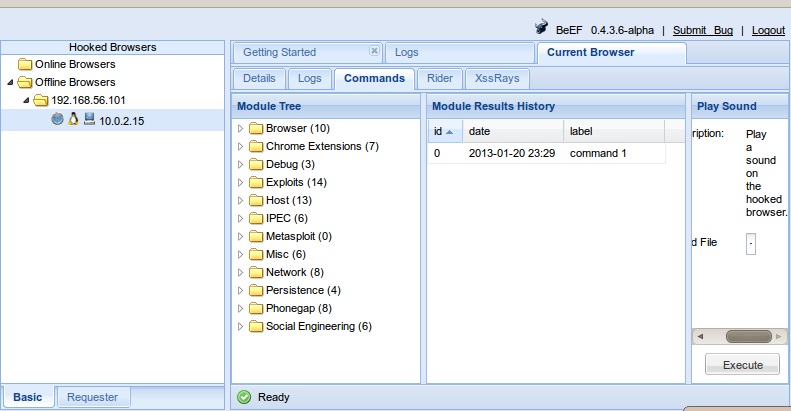 BeEF 0.4.3.6-alpha | Submit Bug | Logout
Hooked Browsers
Online Browsers
Offline Browsers
192.168.56.101
10.0.2.15
Basic
Requester
Getting Started
Logs
Current Browser
Details
Logs
Commands
Rider
XssRays
Module Tree
Browser (10)
Chrome Extensions (7)
Debug (3)
Exploits (14)
Host (13)
IPEC (6)
Metasploit (0)
Misc (6)
Network (8)
Persistence (4)
Phonegap (8)
Social Engineering (6)
Module Results History
id date label
0 2013-01-20 23:29 command 1
Play Sound
ription: Play
a
sound
on
the
hooked
browser.
d File
Execute
Ready